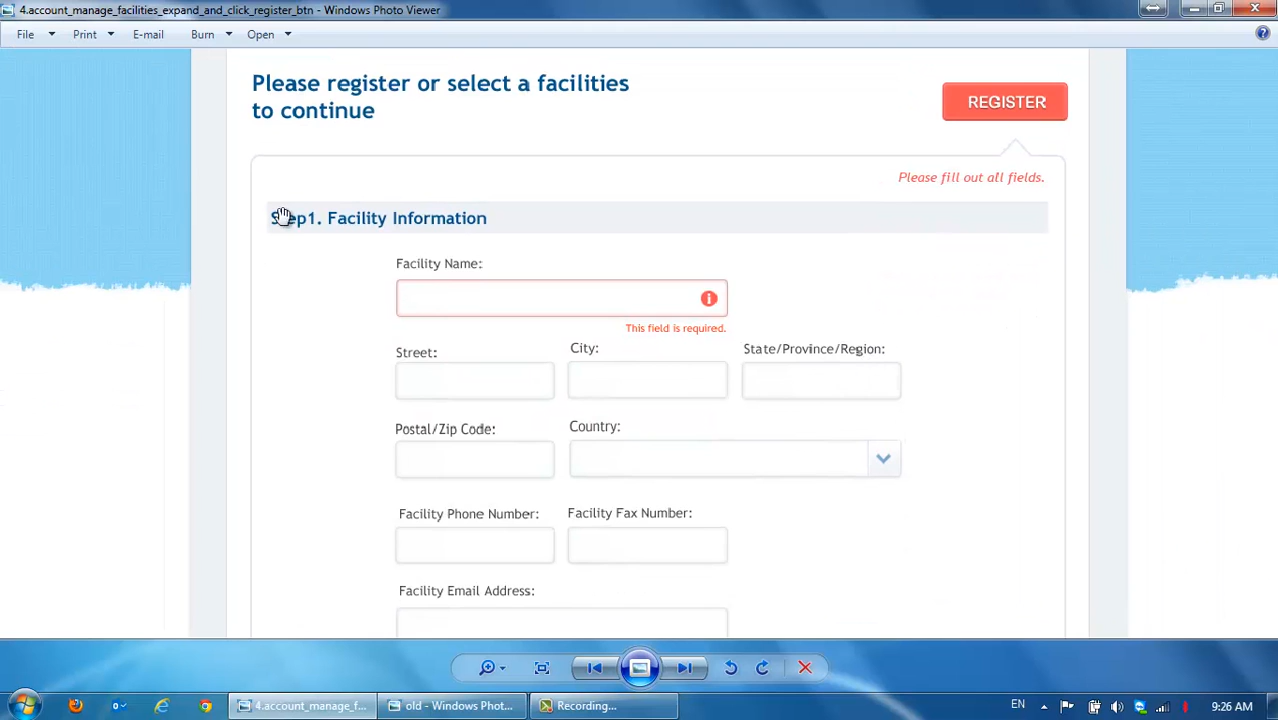 4.account_manage_facilities_expand_and_click_register_btn - Windows Photo Viewer
File Print E-mail Burn Open
Please register or select a facilities
to continue
REGISTER
Please fill out all fields.
Step1. Facility Information
Facility Name:
This field is required.
Street: City: State/Province/Region:
Postal/Zip Code: Country:
Facility Phone Number: Facility Fax Number:
Facility Email Address:
4.account_manage_f... old - Windows Phot... Recording... EN 9:26 AM